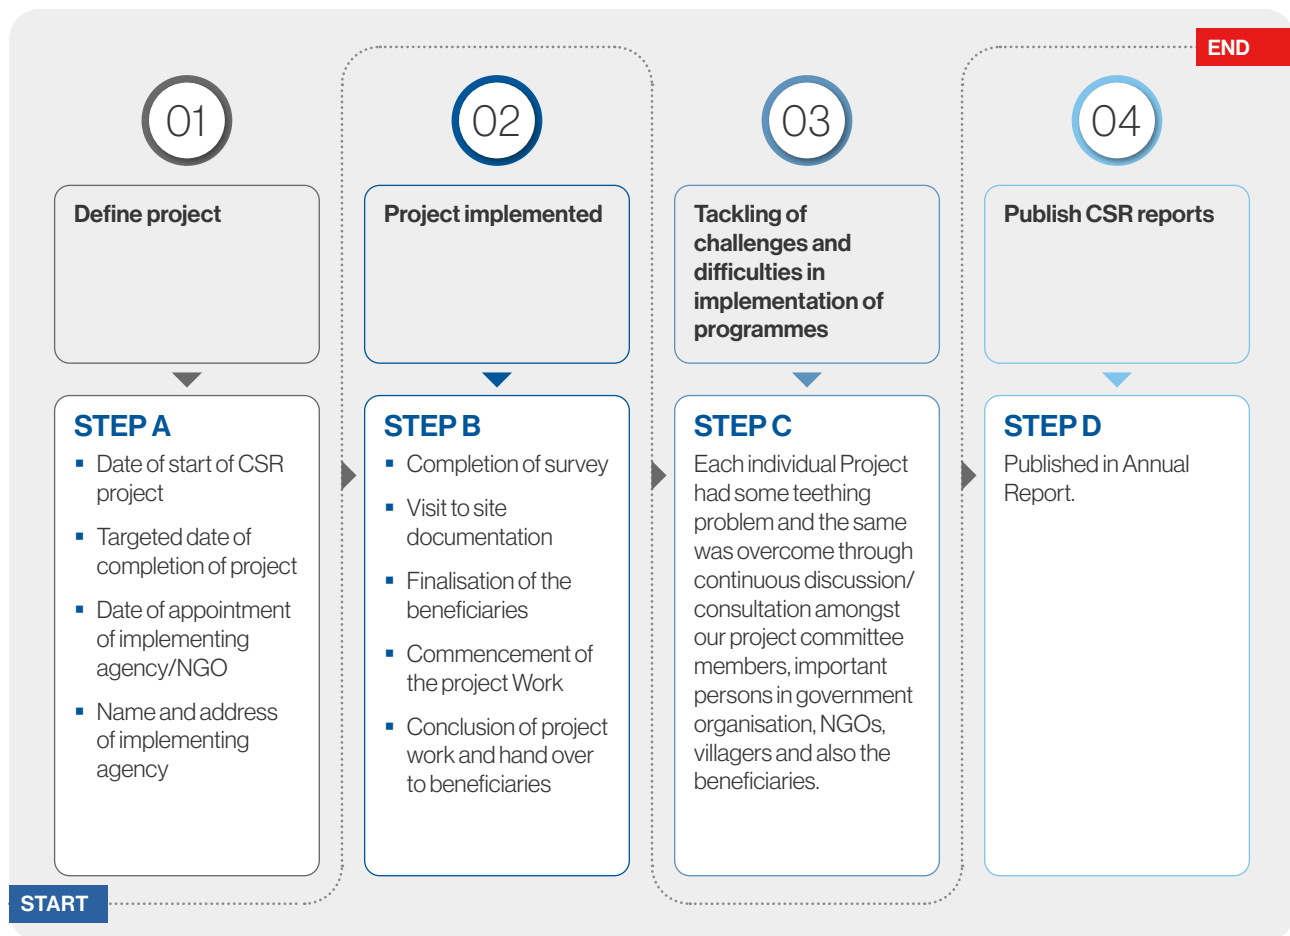 END
01
Define project
STEP A
▪ Date of start of CSR
project
▪ Targeted date of
completion of project
▪ Date of appointment
of implementing
agency/NGO
▪ Name and address
of implementing
agency
02
Project implemented
STEP B
▪ Completion of survey
▪ Visit to site
documentation
▪ Finalisation of the
beneficiaries
▪ Commencement of
the project Work
▪ Conclusion of project
work and hand over
to beneficiaries
03
Tackling of
challenges and
difficulties in
implementation of
programmes
STEP C
Each individual Project
had some teething
problem and the same
was overcome through
continuous discussion/
consultation amongst
our project committee
members, important
persons in government
organisation, NGOs,
villagers and also the
beneficiaries.
04
Publish CSR reports
STEP D
Published in Annual
Report.
START